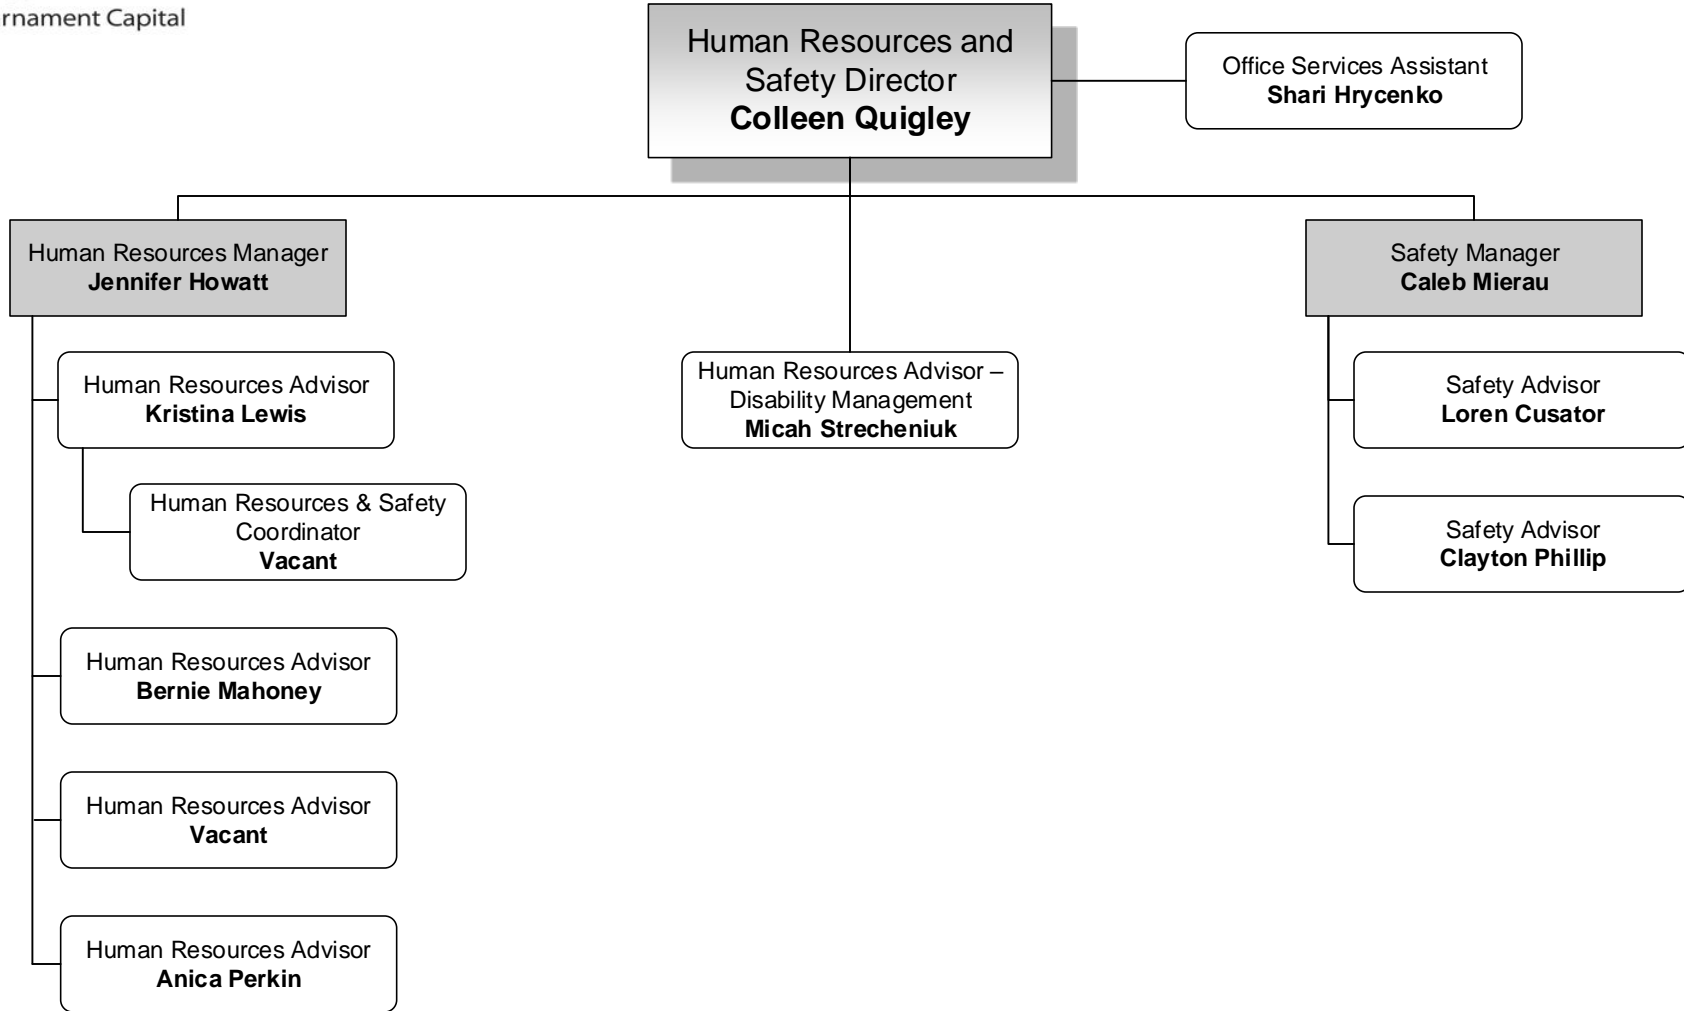 Tournament Capital
Human Resources and
Safety Director
Colleen Quigley
Office Services Assistant
Shari Hrycenko
Human Resources Manager
Jennifer Howatt
Safety Manager
Caleb Mierau
Human Resources Advisor
Kristina Lewis
Human Resources & Safety
Coordinator
Vacant
Human Resources Advisor
Bernie Mahoney
Human Resources Advisor
Vacant
Human Resources Advisor
Anica Perkin
Human Resources Advisor –
Disability Management
Micah Strecheniuk
Safety Advisor
Loren Cusator
Safety Advisor
Clayton Phillip